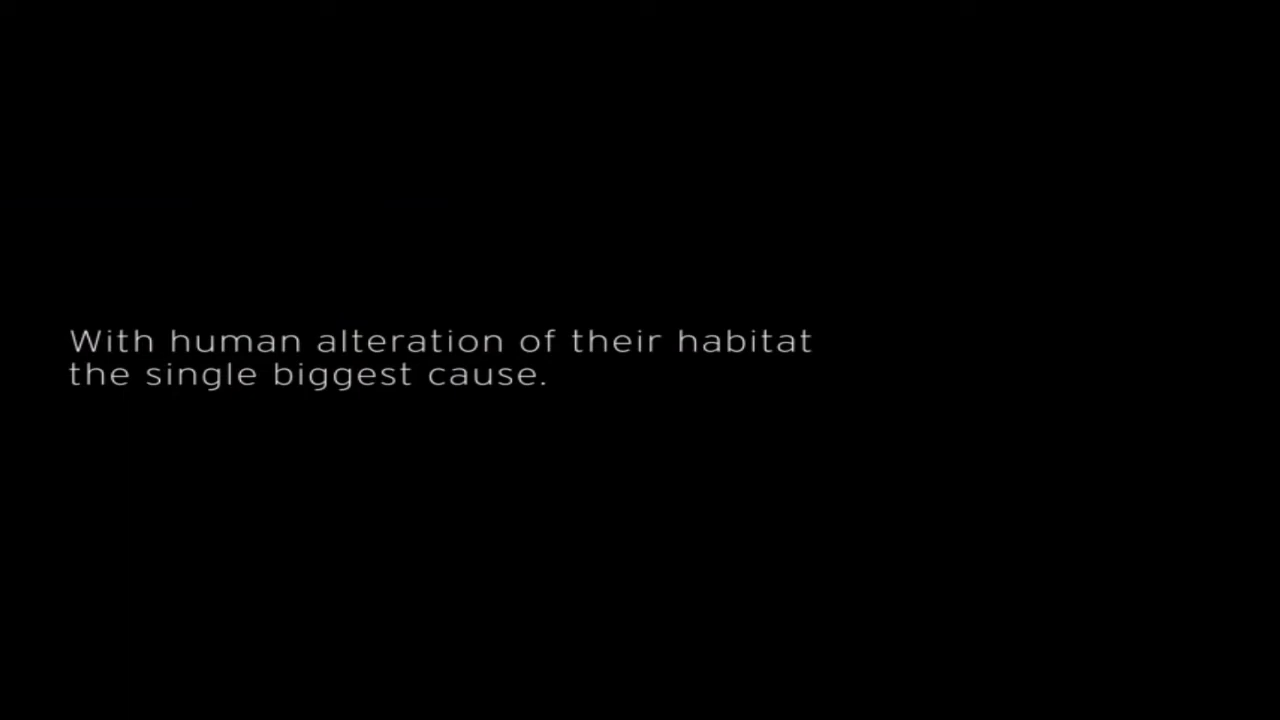 With human alteration of their habitat
the single biggest cause.